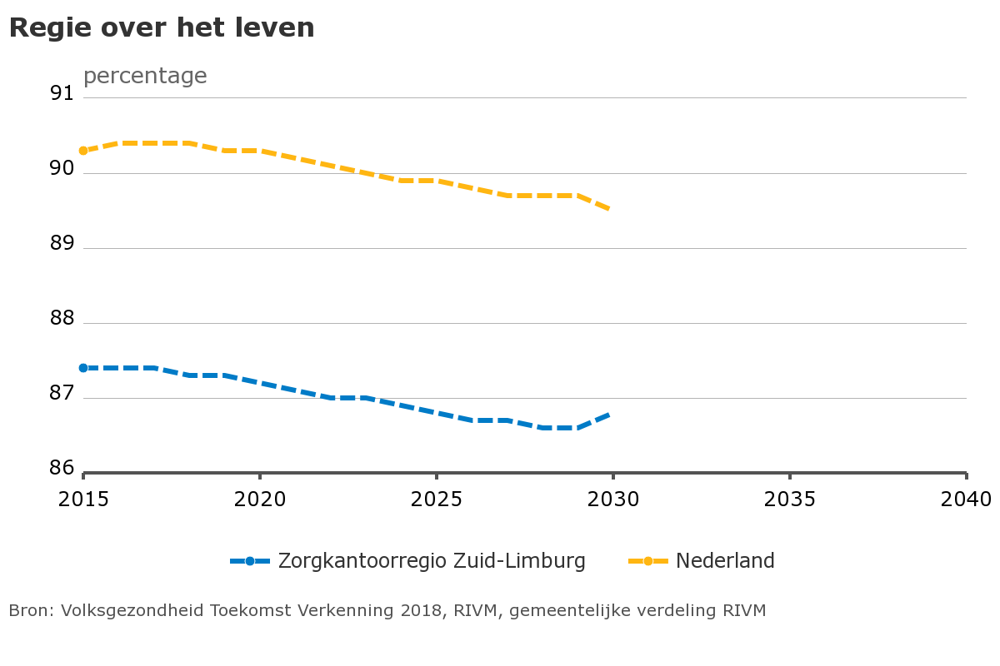 Regie over het leven
percentage
91
90
89
88
87
86
2015 2020 2025 2030 2035 2040
Zorgkantoorregio Zuid-Limburg Nederland
Bron: Volksgezondheid Toekomst Verkenning 2018, RIVM, gemeentelijke verdeling RIVM